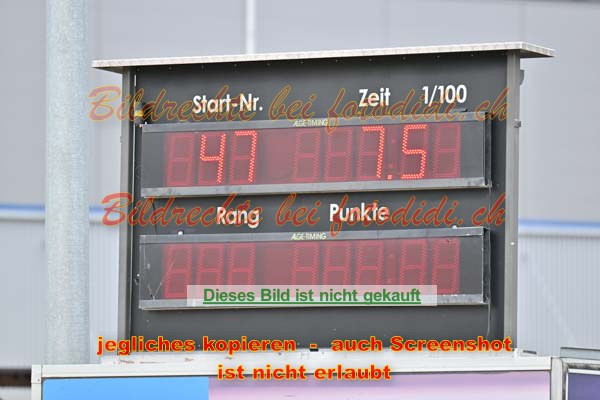 Start-Nr. Zeit 1/100
Bildrechte bei fotodidi.ch
ALGE-TIMING
47 7.5
Bildrechte bei fotodidi.ch
Rang Punkte
ALGE-TIMING
Dieses Bild ist nicht gekauft
jegliches kopieren - auch Screenshot
ist nicht erlaubt